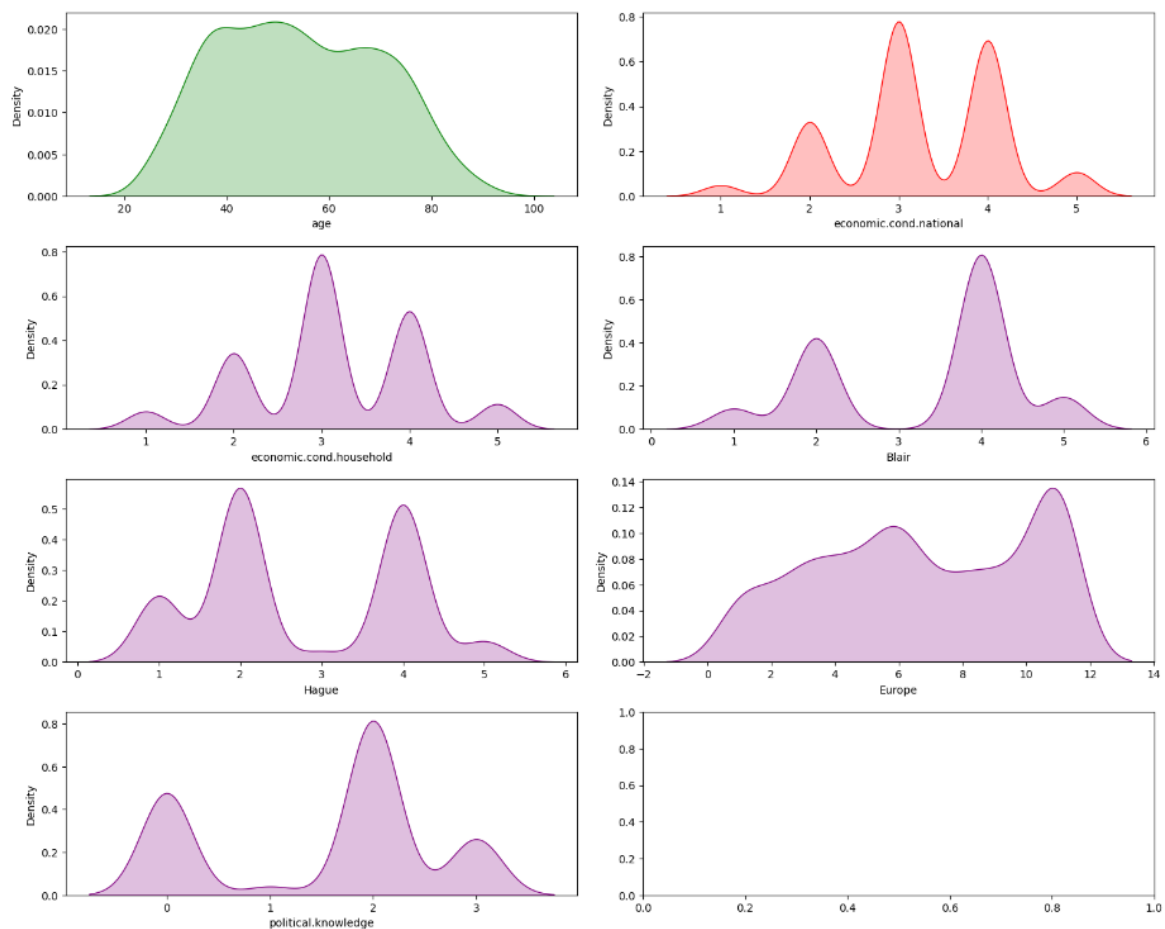 0.020
0.015
0.010
0.005
0.000
Density
20 40 60 80 100
age
0.8
0.6
0.4
0.2
0.0
Density
1 2 3 4 5
economic.cond.national
0.8
0.6
0.4
0.2
0.0
Density
1 2 3 4 5
economic.cond.household
0.8
0.6
0.4
0.2
0.0
Density
0 1 2 3 4 5 6
Blair
0.5
0.4
0.3
0.2
0.1
0.0
Density
0 1 2 3 4 5 6
Hague
0.14
0.12
0.10
0.08
0.06
0.04
0.02
0.00
Density
−2 0 2 4 6 8 10 12 14
Europe
0.8
0.6
0.4
0.2
0.0
Density
0 1 2 3
political.knowledge
1.0
0.8
0.6
0.4
0.2
0.0
0.0 0.2 0.4 0.6 0.8 1.0